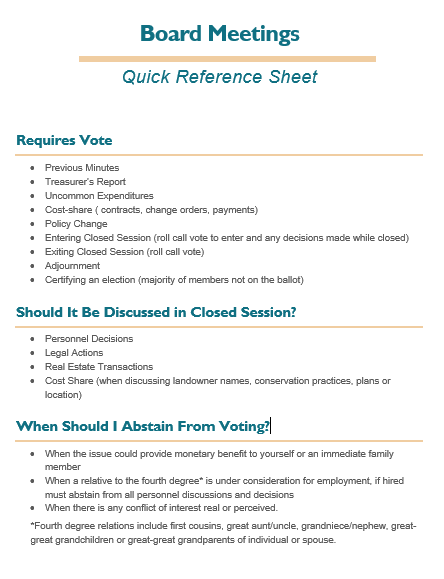 Board Meetings
Quick Reference Sheet
Requires Vote
• Previous Minutes
• Treasurer's Report
• Uncommon Expenditures
• Cost-share ( contracts, change orders, payments)
• Policy Change
• Entering Closed Session (roll call vote to enter and any decisions made while closed)
• Exiting Closed Session (roll call vote)
• Adjournment
• Certifying an election (majority of members not on the ballot)
Should It Be Discussed in Closed Session?
• Personnel Decisions
• Legal Actions
• Real Estate Transactions
• Cost Share (when discussing landowner names, conservation practices, plans or
location)
When Should I Abstain From Voting?
• When the issue could provide monetary benefit to yourself or an immediate family
member
• When a relative to the fourth degree* is under consideration for employment, if hired
must abstain from all personnel discussions and decisions
• When there is any conflict of interest real or perceived.
*Fourth degree relations include first cousins, great aunt/uncle, grandniece/nephew, great-
great grandchildren or great-great grandparents of individual or spouse.